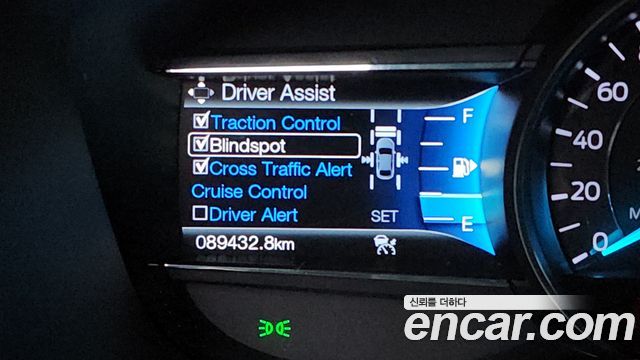 Driver Assist
Traction Control
Blindspot
Cross Traffic Alert
Cruise Control
Driver Alert
SET
089432.8km
F
E
60
40
20
0
신뢰를 더하다
encar.com